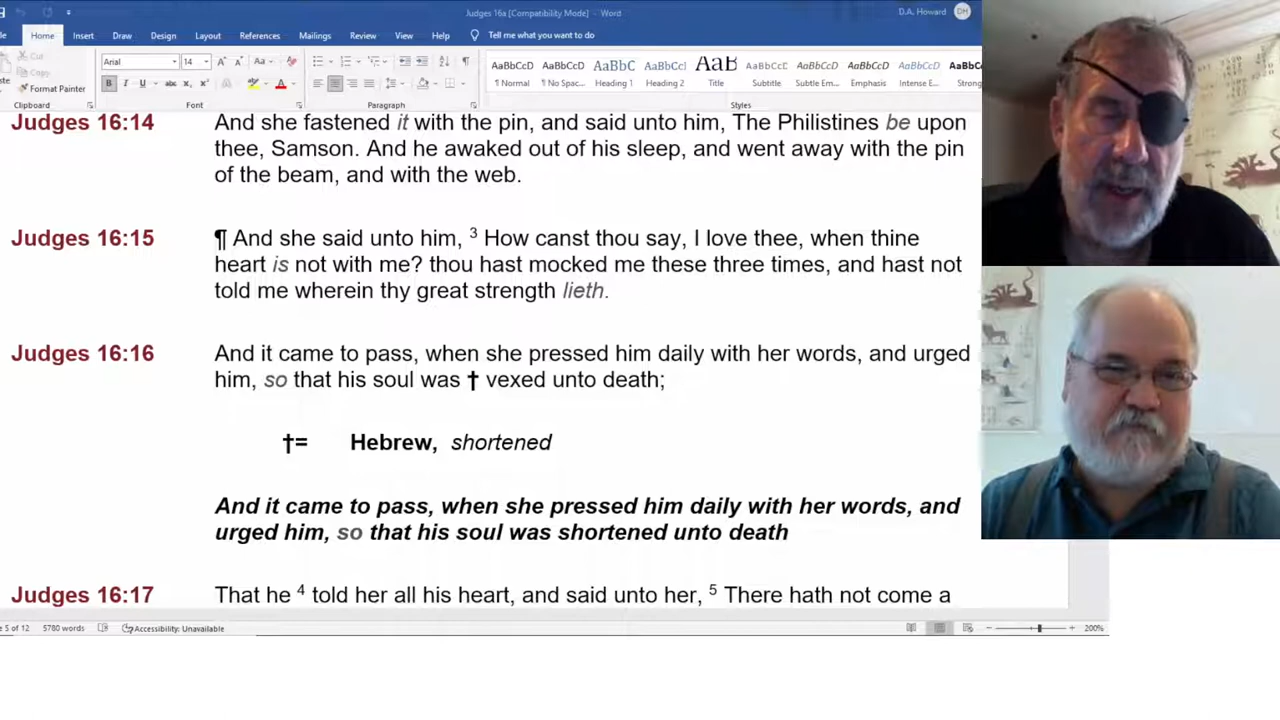 Judges 16a [Compatibility Mode] – Word
D.A. Howard
DH
Home Insert Draw Design Layout References Mailings Review View Help Tell me what you want to do
Cut
Copy
Format Painter
Clipboard
Arial 14
B I U
Font
Paragraph
AaBbCcD AaBbCcD AaBbC AaBbCcl AaB AaBbCcD AaBbCcD AaBbCcD AaBbCcD AaBbC
¶ Normal ¶ No Spac... Heading 1 Heading 2 Title Subtitle Subtle Em... Emphasis Intense E... Strong
Styles
Judges 16:14 And she fastened it with the pin, and said unto him, The Philistines be upon
thee, Samson. And he awaked out of his sleep, and went away with the pin
of the beam, and with the web.
Judges 16:15 ¶ And she said unto him, ³ How canst thou say, I love thee, when thine
heart is not with me? thou hast mocked me these three times, and hast not
told me wherein thy great strength lieth.
Judges 16:16 And it came to pass, when she pressed him daily with her words, and urged
him, so that his soul was † vexed unto death;
†= Hebrew, shortened
And it came to pass, when she pressed him daily with her words, and
urged him, so that his soul was shortened unto death
Judges 16:17 That he ⁴ told her all his heart, and said unto her, ⁵ There hath not come a
5 of 12 5780 words Accessibility: Unavailable 200%